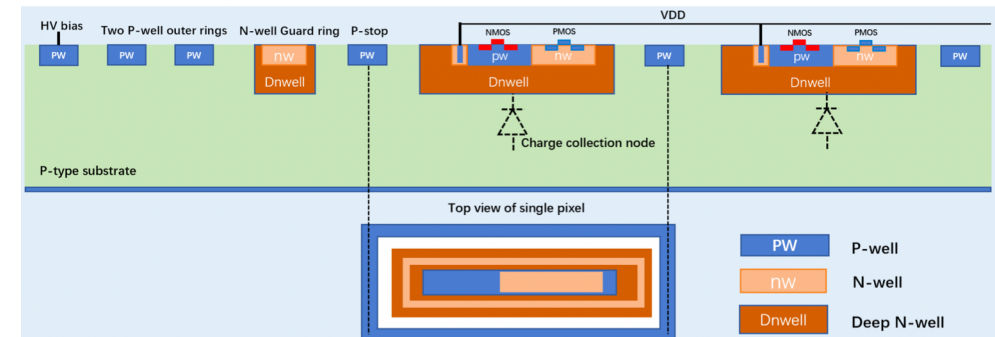 VDD
HV bias
Two P-well outer rings
N-well Guard ring
P-stop
NMOS
PMOS
NMOS
PMOS
PW
PW
PW
nw
PW
pw
nw
PW
pw
nw
PW
Dnwell
Dnwell
Dnwell
Charge collection node
P-type substrate
Top view of single pixel
PW
P-well
nw
N-well
Dnwell
Deep N-well